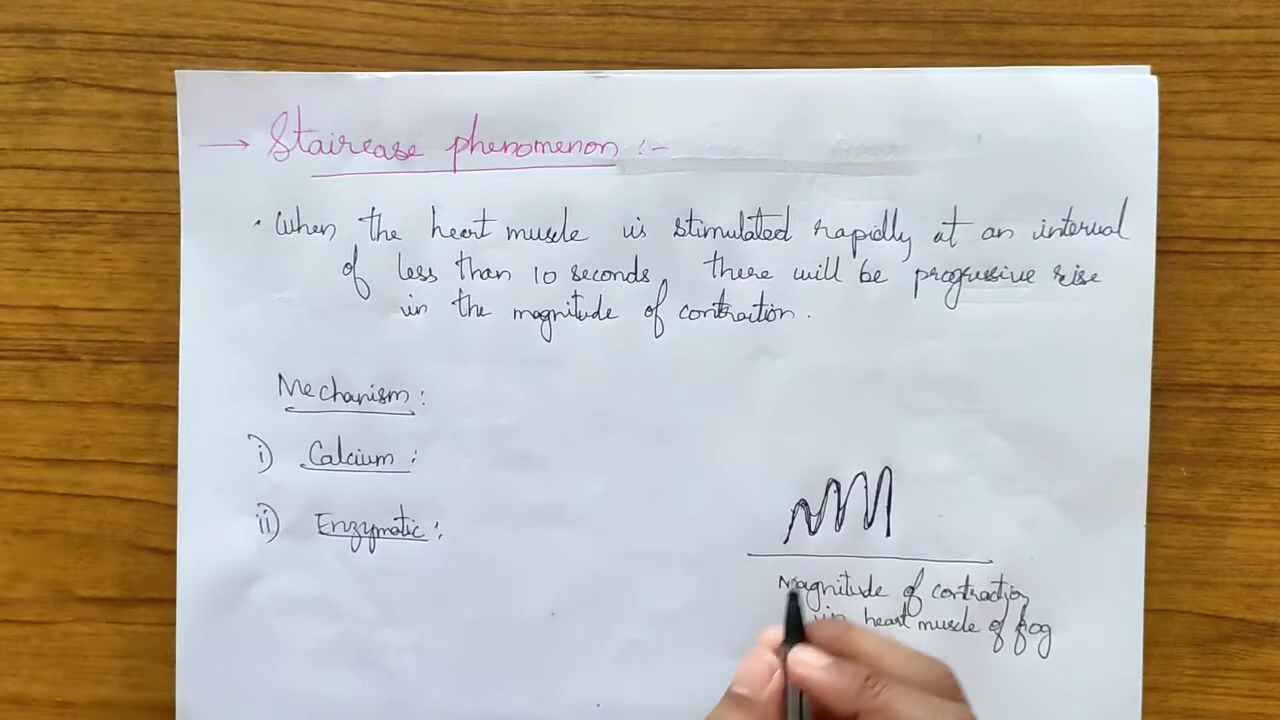 → Staircase phenomenon :-
· When the heart muscle is stimulated rapidly at an interval
of less than 10 seconds, there will be progressive rise
in the magnitude of contraction.
Mechanism :
i) Calcium :
ii) Enzymatic :
Magnitude of contraction
in heart muscle of fog